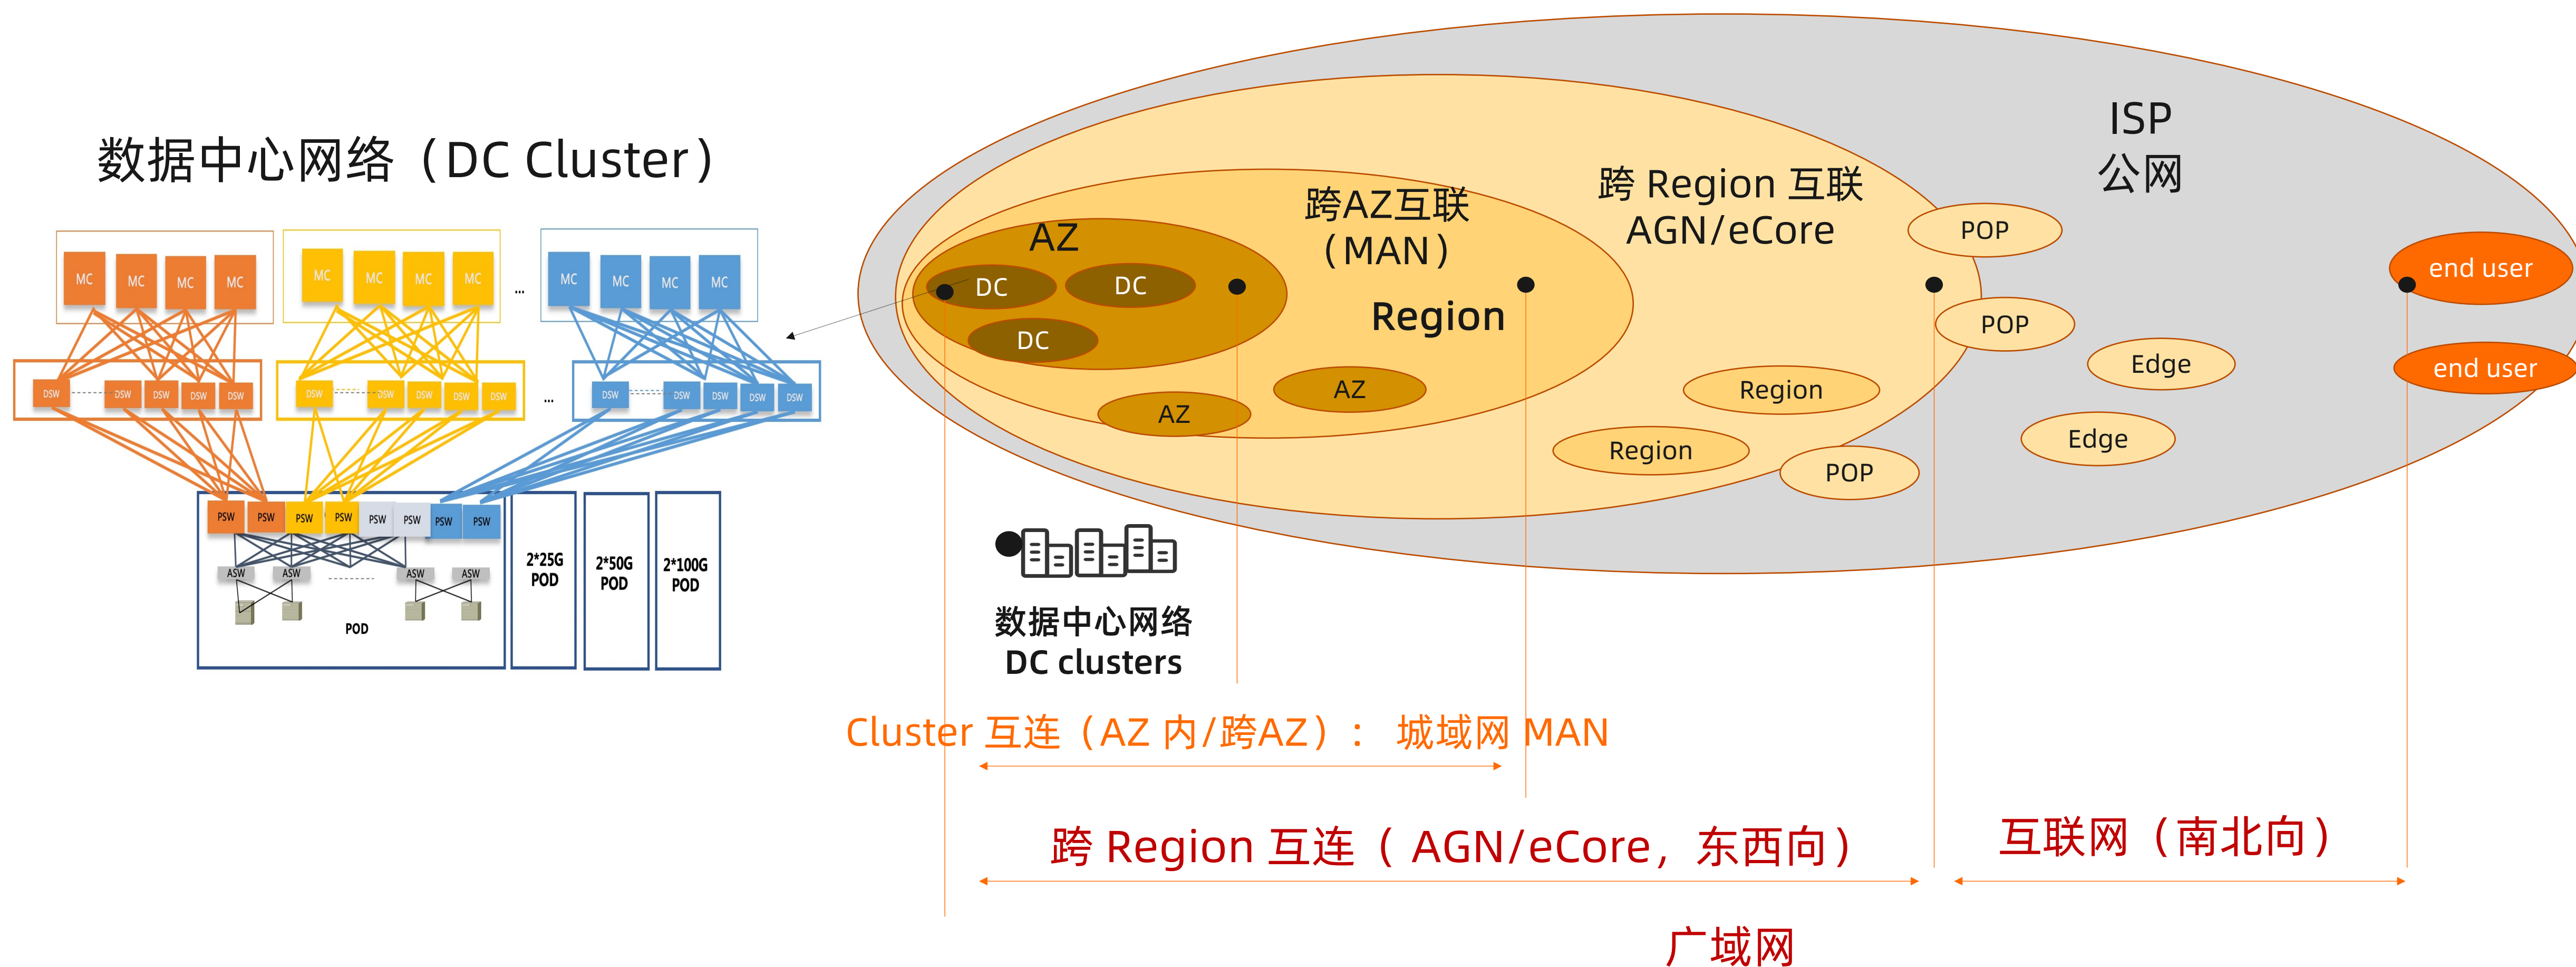 数据中心网络（DC Cluster）
MC MC MC MC
MC MC MC MC
...
MC MC MC MC
DSW DSW DSW DSW DSW
DSW DSW DSW DSW DSW
...
DSW DSW DSW DSW DSW
PSW PSW PSW PSW PSW PSW PSW PSW
ASW ASW ASW ASW
POD
2*25G
POD
2*50G
POD
2*100G
POD
ISP
公网
跨 Region 互联
AGN/eCore
跨AZ互联
（MAN）
Region
AZ
DC
DC
DC
AZ
AZ
Region
Region
POP
POP
POP
Edge
Edge
end user
end user
数据中心网络
DC clusters
Cluster 互连（AZ 内/跨AZ）： 城域网 MAN
跨 Region 互连（ AGN/eCore，东西向）
互联网（南北向）
广域网